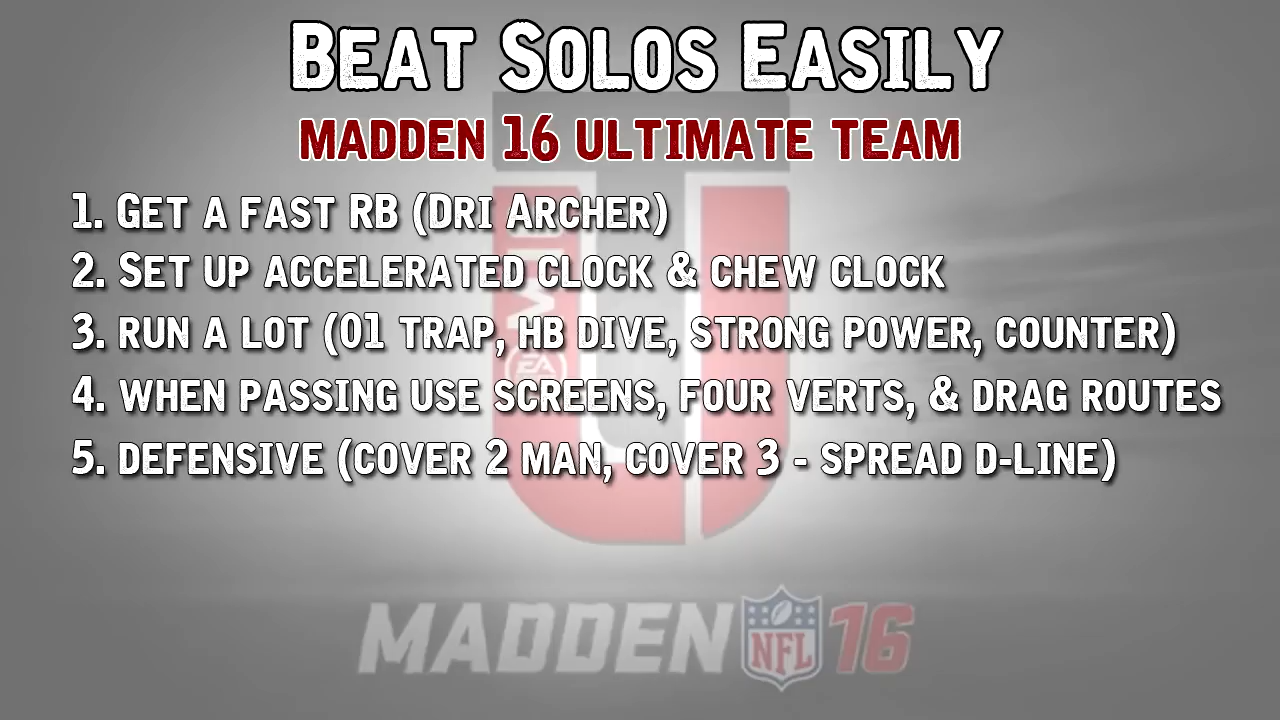 BEAT SOLOS EASILY
MADDEN 16 ULTIMATE TEAM
1. GET A FAST RB (DRI ARCHER)
2. SET UP ACCELERATED CLOCK & CHEW CLOCK
3. RUN A LOT (01 TRAP, HB DIVE, STRONG POWER, COUNTER)
4. WHEN PASSING USE SCREENS, FOUR VERTS, & DRAG ROUTES
5. DEFENSIVE (COVER 2 MAN, COVER 3 - SPREAD D-LINE)
EA
MADDEN NFL 16